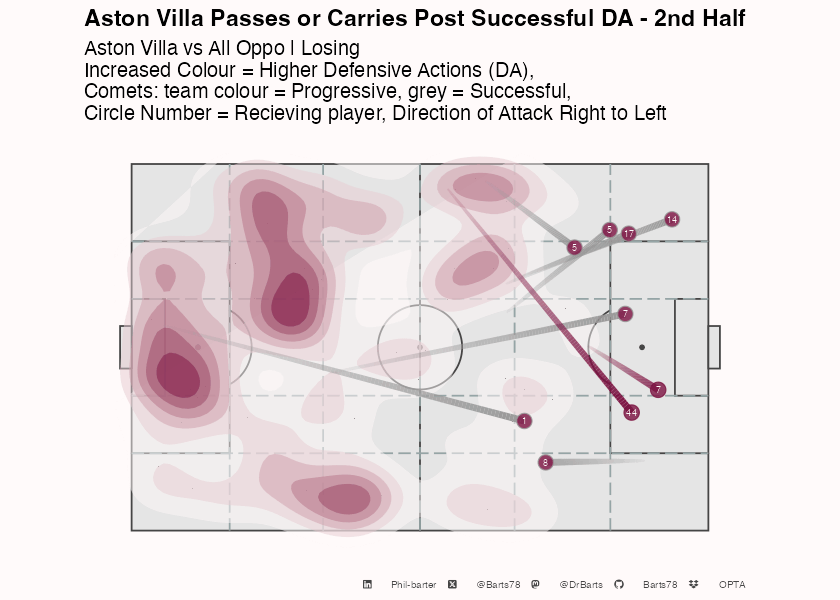 Aston Villa Passes or Carries Post Successful DA - 2nd Half
Aston Villa vs All Oppo | Losing
Increased Colour = Higher Defensive Actions (DA),
Comets: team colour = Progressive, grey = Successful,
Circle Number = Recieving player, Direction of Attack Right to Left
14
5
17
5
7
7
44
1
8
Phil-barter @Barts78 @DrBarts Barts78 OPTA